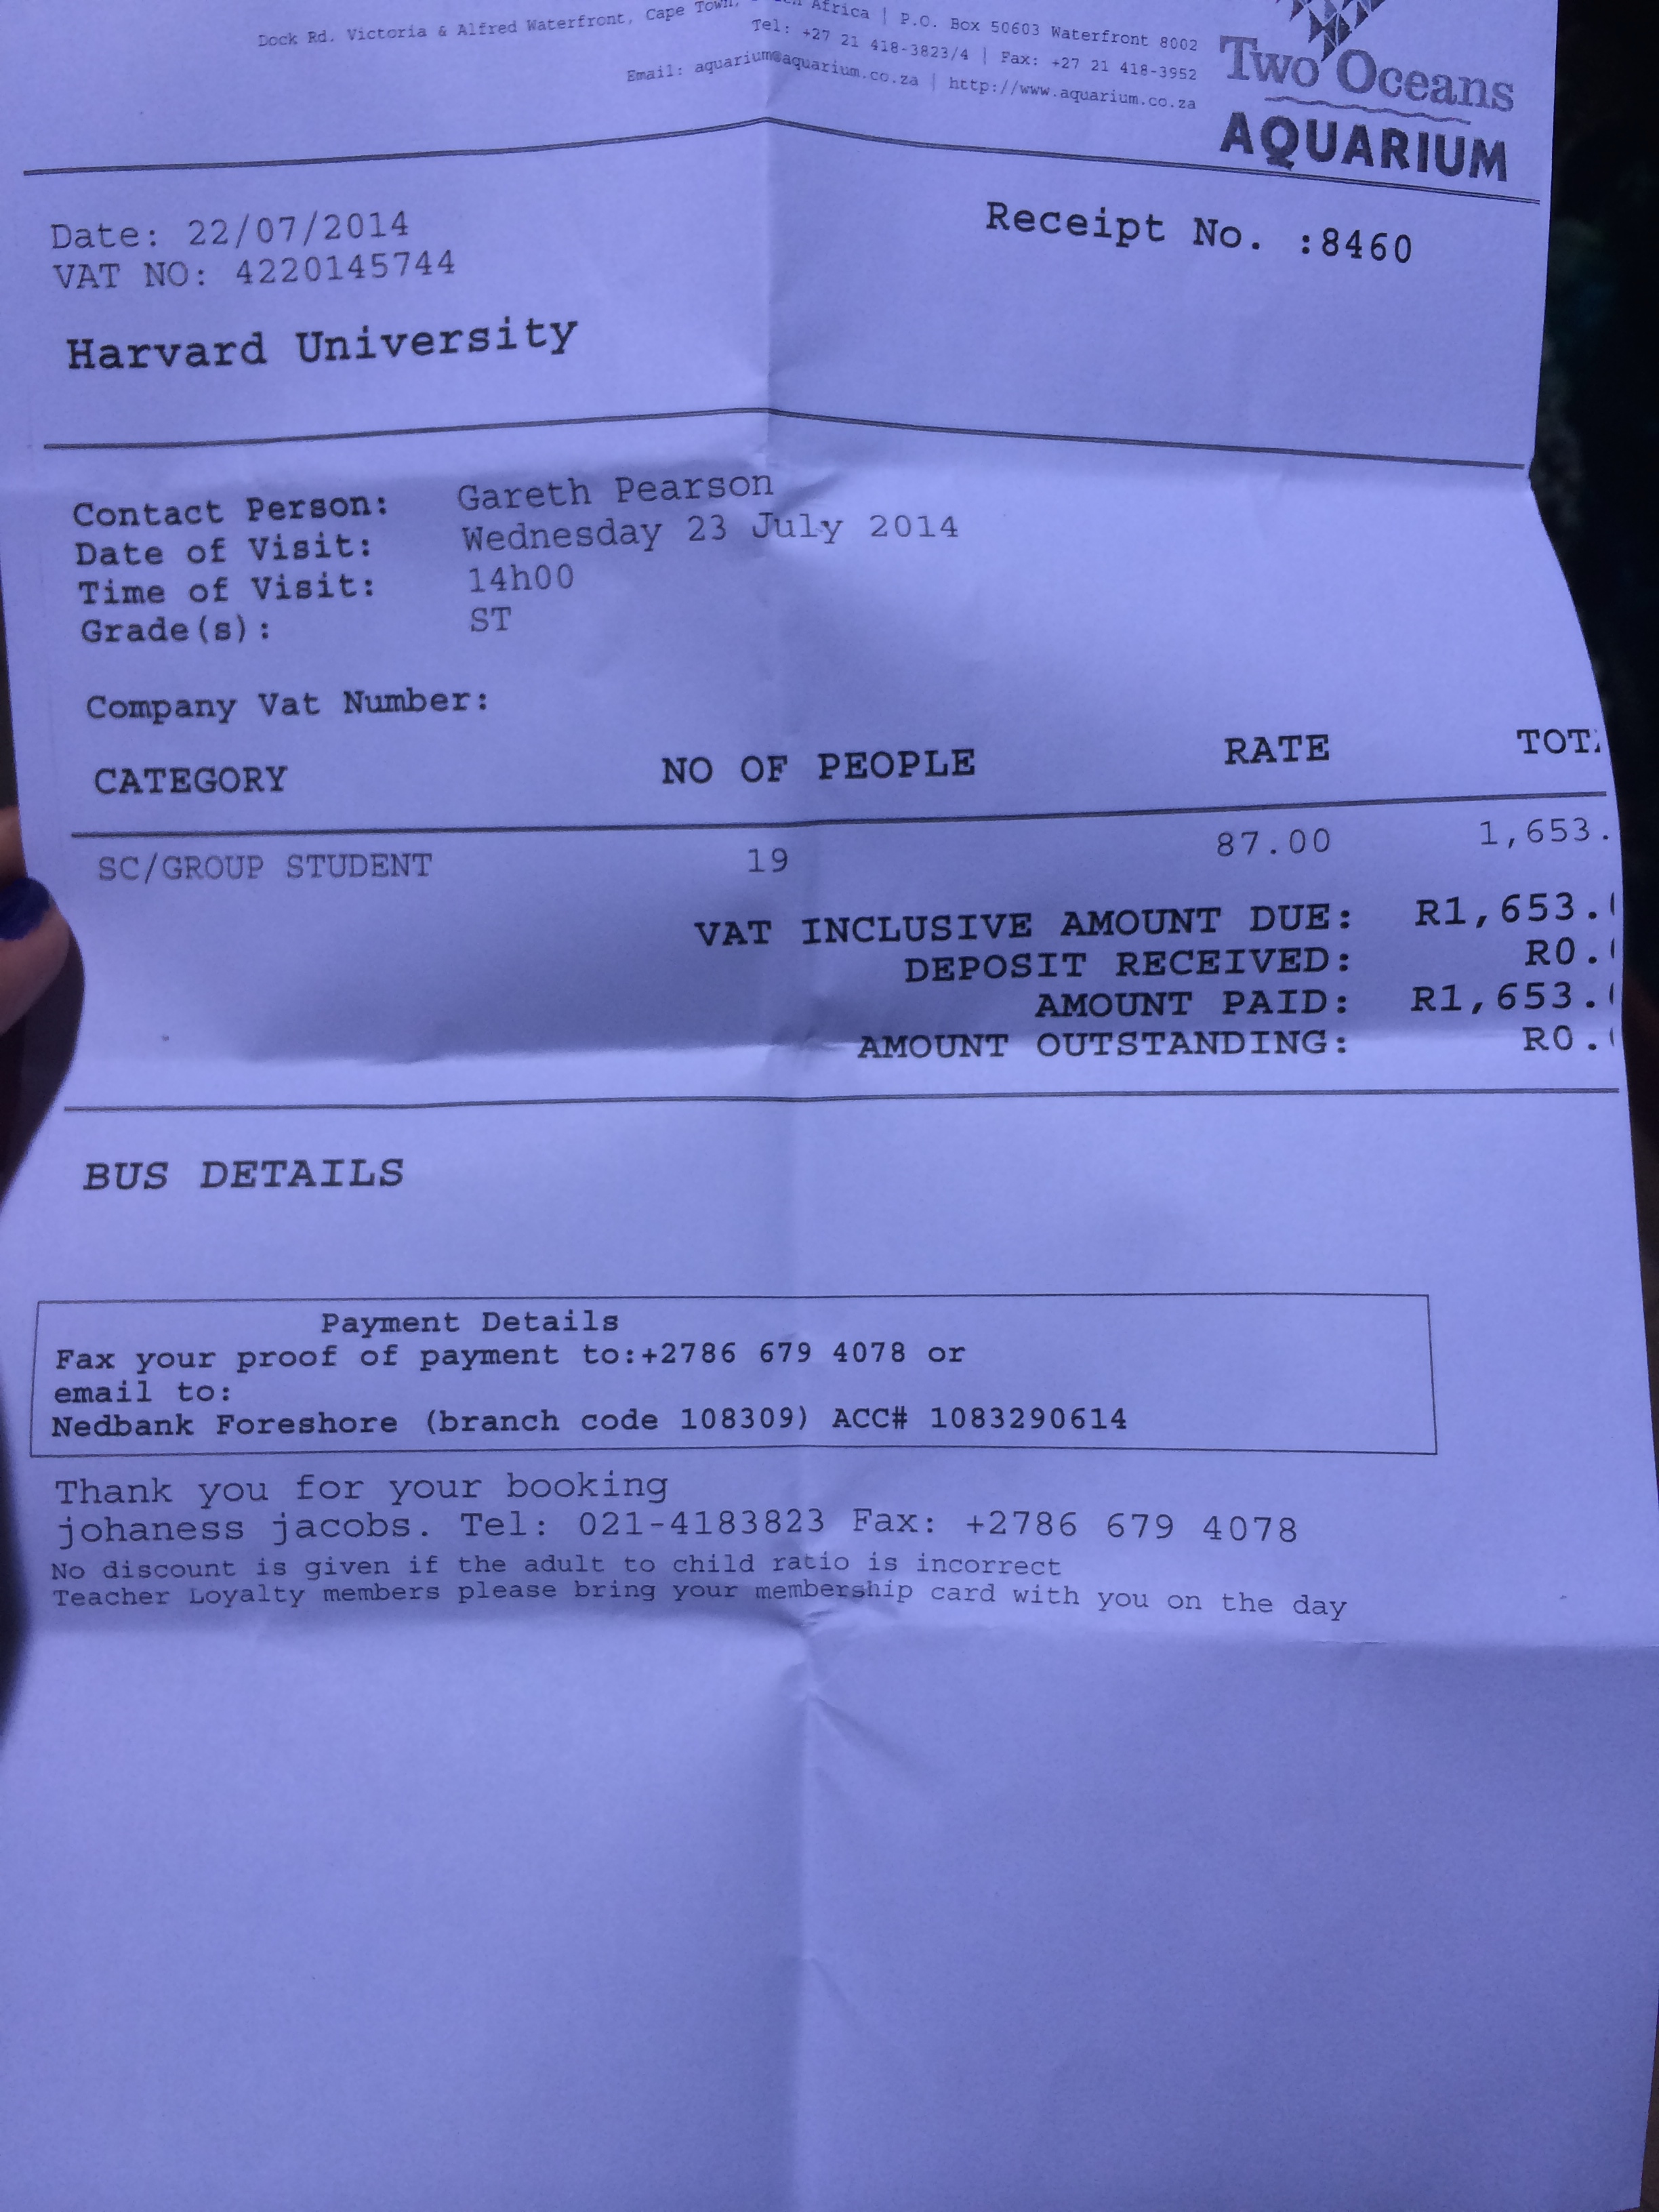 Dock Rd. Victoria & Alfred Waterfront, Cape Town, Africa | P.O. Box 50603 Waterfront 8002
Tel: +27 21 418-3823/4 | Fax: +27 21 418-3952
Email: aquarium@aquarium.co.za | http://www.aquarium.co.za
Two Oceans
AQUARIUM
Date: 22/07/2014
Receipt No. :8460
VAT NO: 4220145744
Harvard University
Contact Person: Gareth Pearson
Date of Visit: Wednesday 23 July 2014
Time of Visit: 14h00
Grade(s): ST
Company Vat Number:
CATEGORY NO OF PEOPLE RATE TOT
SC/GROUP STUDENT 19 87.00 1,653.
VAT INCLUSIVE AMOUNT DUE: R1,653.
DEPOSIT RECEIVED: R0.
AMOUNT PAID: R1,653.
AMOUNT OUTSTANDING: R0.
BUS DETAILS
Payment Details
Fax your proof of payment to:+2786 679 4078 or
email to:
Nedbank Foreshore (branch code 108309) ACC# 1083290614
Thank you for your booking
johaness jacobs. Tel: 021-4183823 Fax: +2786 679 4078
No discount is given if the adult to child ratio is incorrect
Teacher Loyalty members please bring your membership card with you on the day